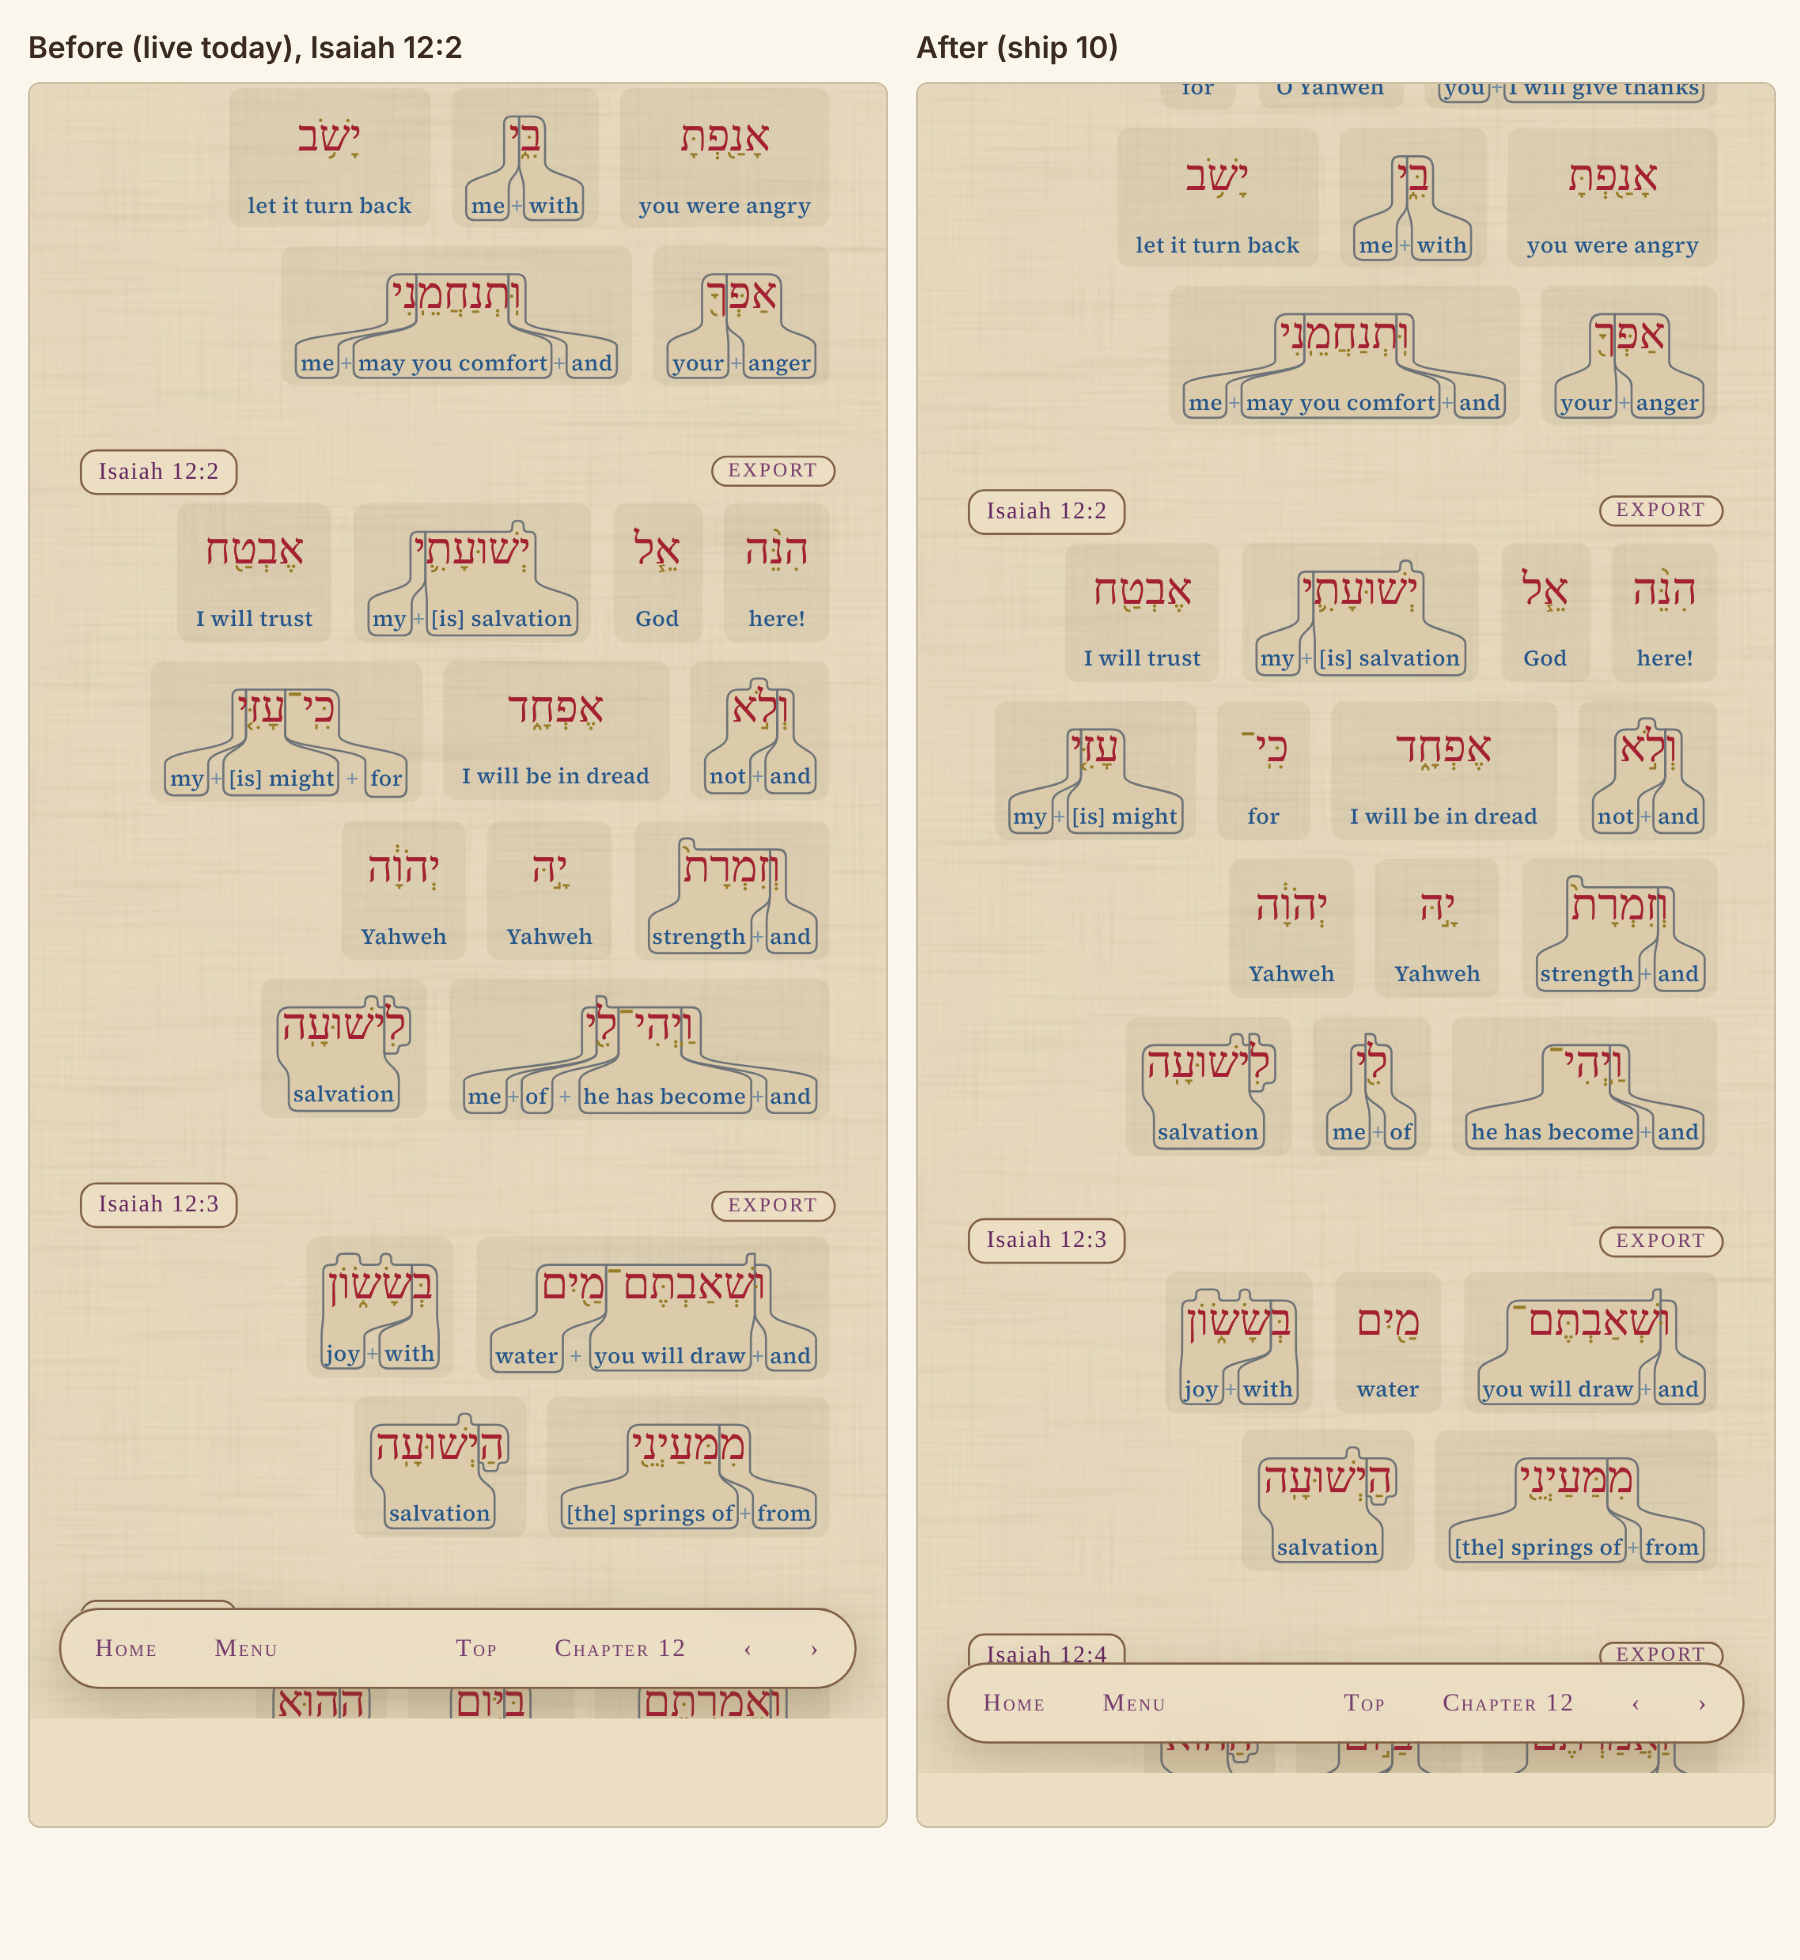 Before (live today), Isaiah 12:2
אָנַ֖פְתָּ בִּ֑י יָשֹׁ֥ב
you were angry
me + with
let it turn back
אַפְּךָ֖ וּֽתְנַחֲמֵֽנִי
your + anger
me + may you comfort + and
Isaiah 12:2
EXPORT
הִנֵּ֨ה אֵ֧ל יְשׁוּעָתִ֛י אֶבְטַ֖ח
here!
God
my + [is] salvation
I will trust
וְלֹ֣א אֶפְחָ֑ד כִּֽי־עָזִּ֤י
not + and
I will be in dread
my + [is] might + for
וְזִמְרָת֙ יָ֣הּ יְהוָ֔ה
strength + and
Yahweh
Yahweh
וַֽיְהִי־לִ֖י לִֽישׁוּעָֽה
me + of + he has become + and
salvation
Isaiah 12:3
EXPORT
וּשְׁאַבְתֶּם־מַ֖יִם בְּשָׂשׂ֑וֹן
water + you will draw + and
joy + with
מִמַּעַיְנֵ֖י הַיְשׁוּעָֽה
[the] springs of + from
salvation
Home Menu Top Chapter 12 ‹ ›
After (ship 10)
for
O Yahweh
you + I will give thanks
אָנַ֖פְתָּ בִּ֑י יָשֹׁ֥ב
you were angry
me + with
let it turn back
אַפְּךָ֖ וּֽתְנַחֲמֵֽנִי
your + anger
me + may you comfort + and
Isaiah 12:2
EXPORT
הִנֵּ֨ה אֵ֧ל יְשׁוּעָתִ֛י אֶבְטַ֖ח
here!
God
my + [is] salvation
I will trust
וְלֹ֣א אֶפְחָ֑ד כִּֽי־ עָזִּ֤י
not + and
I will be in dread
for
my + [is] might
וְזִמְרָת֙ יָ֣הּ יְהוָ֔ה
strength + and
Yahweh
Yahweh
וַֽיְהִי־ לִ֖י לִֽישׁוּעָֽה
he has become + and
me + of
salvation
Isaiah 12:3
EXPORT
וּשְׁאַבְתֶּם־ מַ֖יִם בְּשָׂשׂ֑וֹן
you will draw + and
water
joy + with
מִמַּעַיְנֵ֖י הַיְשׁוּעָֽה
[the] springs of + from
salvation
Isaiah 12:4
EXPORT
Home Menu Top Chapter 12 ‹ ›